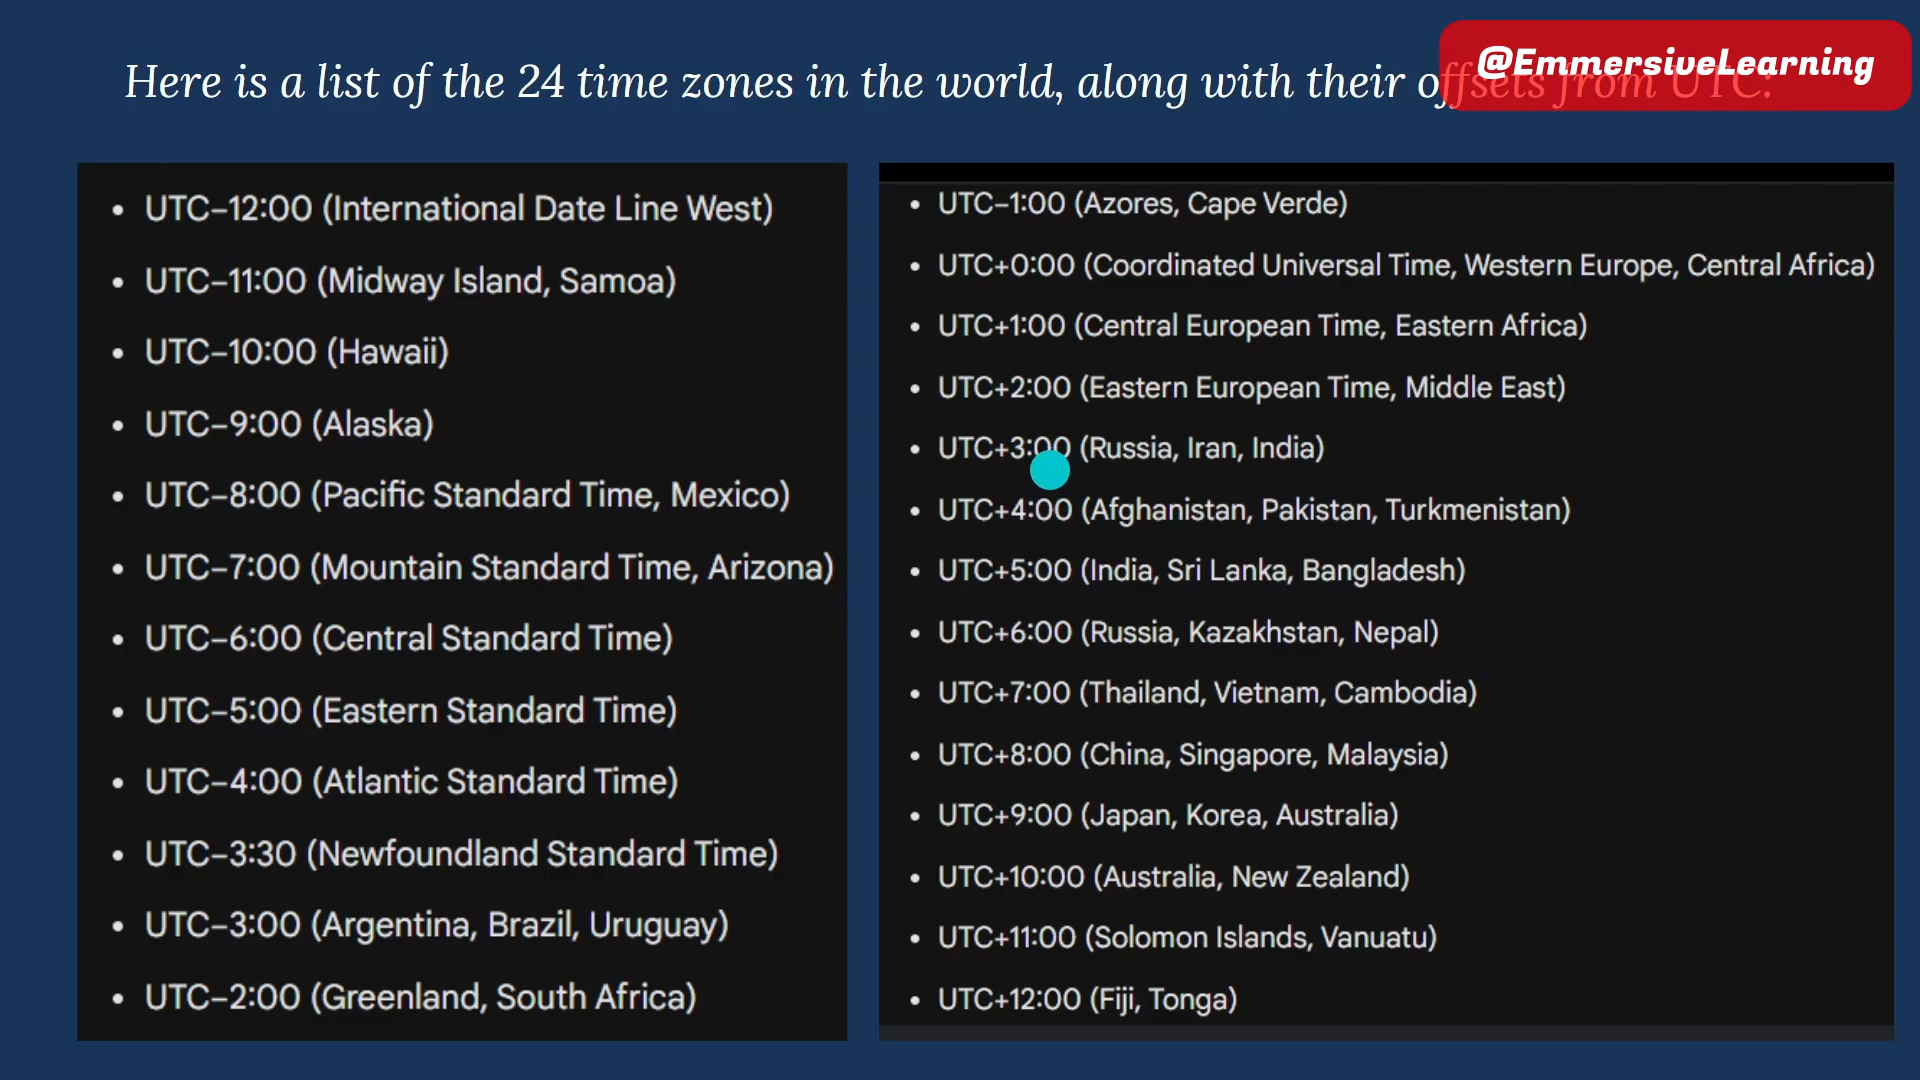 Here is a list of the 24 time zones in the world, along with their offsets from UTC:
@EmmersiveLearning
• UTC−12:00 (International Date Line West)
• UTC−11:00 (Midway Island, Samoa)
• UTC−10:00 (Hawaii)
• UTC−9:00 (Alaska)
• UTC−8:00 (Pacific Standard Time, Mexico)
• UTC−7:00 (Mountain Standard Time, Arizona)
• UTC−6:00 (Central Standard Time)
• UTC−5:00 (Eastern Standard Time)
• UTC−4:00 (Atlantic Standard Time)
• UTC−3:30 (Newfoundland Standard Time)
• UTC−3:00 (Argentina, Brazil, Uruguay)
• UTC−2:00 (Greenland, South Africa)
• UTC−1:00 (Azores, Cape Verde)
• UTC+0:00 (Coordinated Universal Time, Western Europe, Central Africa)
• UTC+1:00 (Central European Time, Eastern Africa)
• UTC+2:00 (Eastern European Time, Middle East)
• UTC+3:00 (Russia, Iran, India)
• UTC+4:00 (Afghanistan, Pakistan, Turkmenistan)
• UTC+5:00 (India, Sri Lanka, Bangladesh)
• UTC+6:00 (Russia, Kazakhstan, Nepal)
• UTC+7:00 (Thailand, Vietnam, Cambodia)
• UTC+8:00 (China, Singapore, Malaysia)
• UTC+9:00 (Japan, Korea, Australia)
• UTC+10:00 (Australia, New Zealand)
• UTC+11:00 (Solomon Islands, Vanuatu)
• UTC+12:00 (Fiji, Tonga)